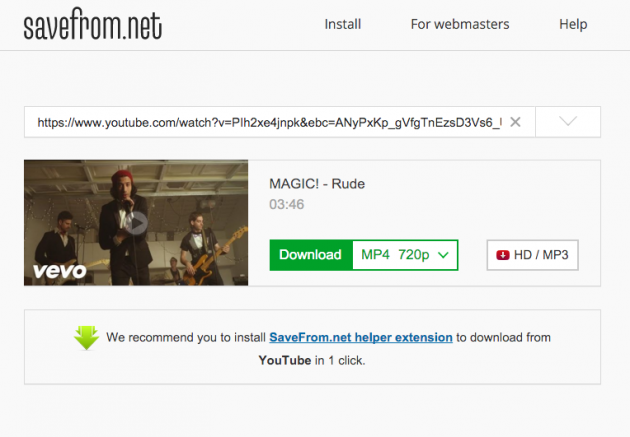 savefrom.net
Install For webmasters Help
https://www.youtube.com/watch?v=PIh2xe4jnpk&ebc=ANyPxKp_gVfgTnEzsD3Vs6_
MAGIC! - Rude
03:46
Download MP4 720p HD / MP3
vevo
We recommend you to install SaveFrom.net helper extension to download from
YouTube in 1 click.